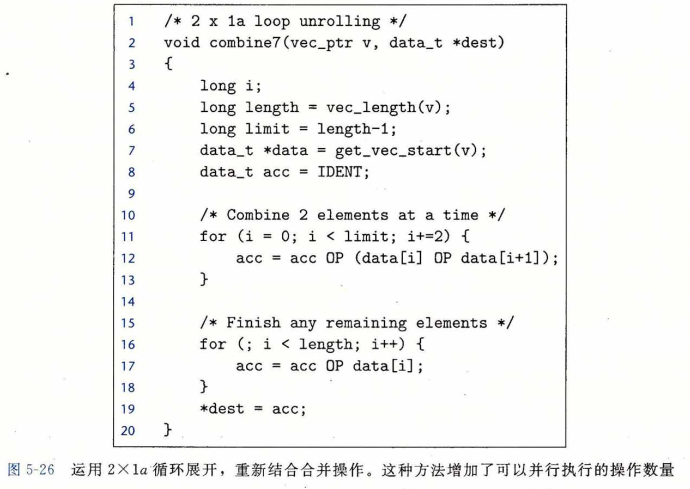 1 /* 2 x 1a loop unrolling */
2 void combine7(vec_ptr v, data_t *dest)
3 {
4     long i;
5     long length = vec_length(v);
6     long limit = length-1;
7     data_t *data = get_vec_start(v);
8     data_t acc = IDENT;
9
10     /* Combine 2 elements at a time */
11     for (i = 0; i < limit; i+=2) {
12         acc = acc OP (data[i] OP data[i+1]);
13     }
14
15     /* Finish any remaining elements */
16     for (; i < length; i++) {
17         acc = acc OP data[i];
18     }
19     *dest = acc;
20 }
图 5-26 运用 2×1a 循环展开，重新结合合并操作。这种方法增加了可以并行执行的操作数量